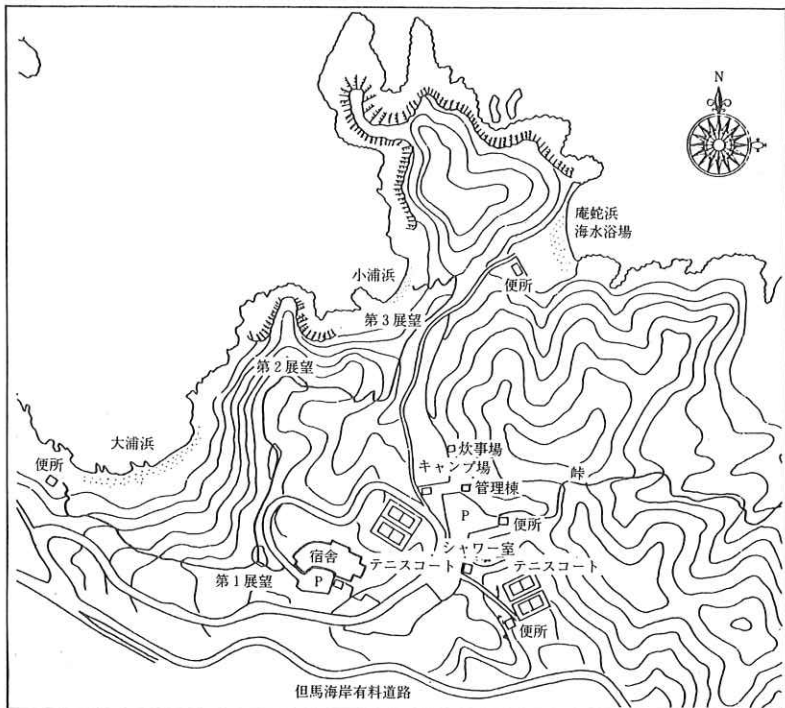 N
庵蛇浜
海水浴場
小浦浜
便所
第3展望
第2展望
大浦浜
便所
炊事場
キャンプ場
峠
管理棟
P
便所
シャワー室
宿舎
テニスコート
テニスコート
第1展望
P
便所
但馬海岸有料道路